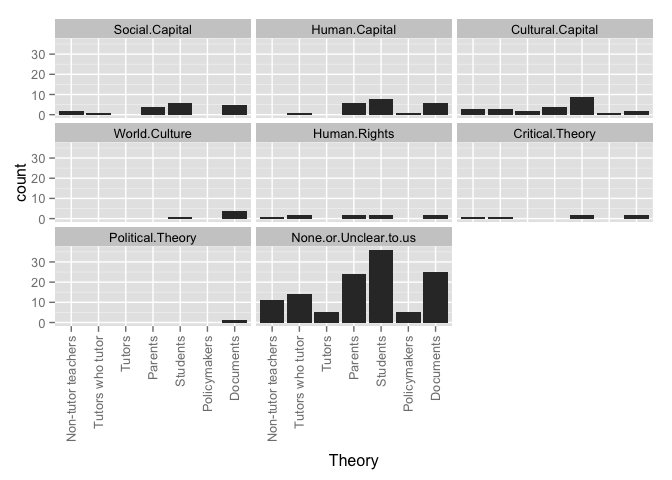 Social.Capital Human.Capital Cultural.Capital
30
20
10
0
World.Culture Human.Rights Critical.Theory
30
20
10
0
count
Political.Theory None.or.Unclear.to.us
30
20
10
0
Non-tutor teachers
Tutors who tutor
Tutors
Parents
Students
Policymakers
Documents
Non-tutor teachers
Tutors who tutor
Tutors
Parents
Students
Policymakers
Documents
Theory